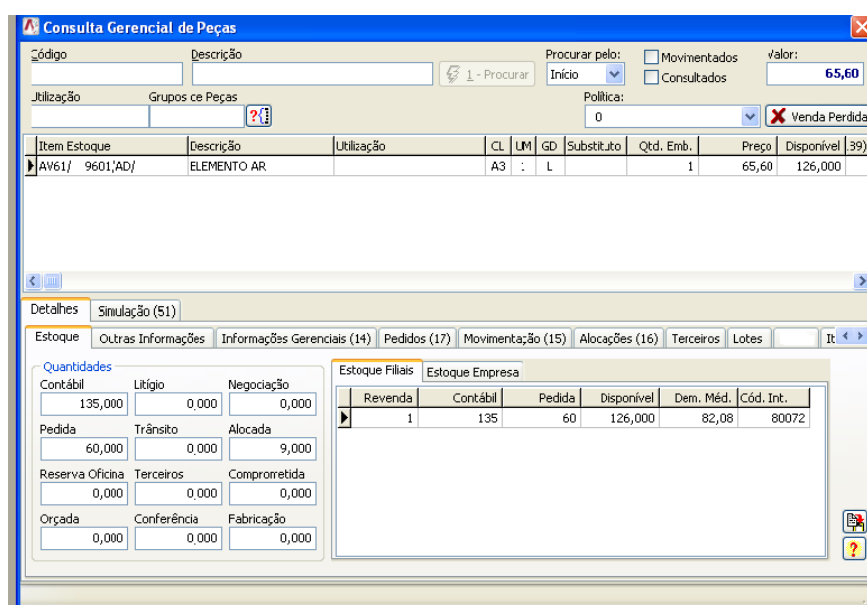 Consulta Gerencial de Peças
Código Descrição Procurar pelo: Movimentados Valor:
1 - Procurar Início Consultados 65,60
Utilização Grupos ce Peças Política:
?{} 0 Venda Perdida
Item Estoque Descrição Utilização CL UM GD Substituto Qtd. Emb. Preço Disponível .39)
AV61/ 9601,'AD/ ELEMENTO AR A3 : L 1 65,60 126,000
Detalhes Simulação (51)
Estoque Outras Informações Informações Gerenciais (14) Pedidos (17) Movimentação (15) Alocações (16) Terceiros Lotes It
Quantidades Estoque Filiais Estoque Empresa
Contábil Litígio Negociação
135,000 0,000 0,000
Revenda Contábil Pedida Disponível Dem. Méd. Cód. Int.
1 135 60 126,000 82,08 80072
Pedida Trânsito Alocada
60,000 0,000 9,000
Reserva Oficina Terceiros Comprometida
0,000 0,000 0,000
Orçada Conferência Fabricação
0,000 0,000 0,000
?